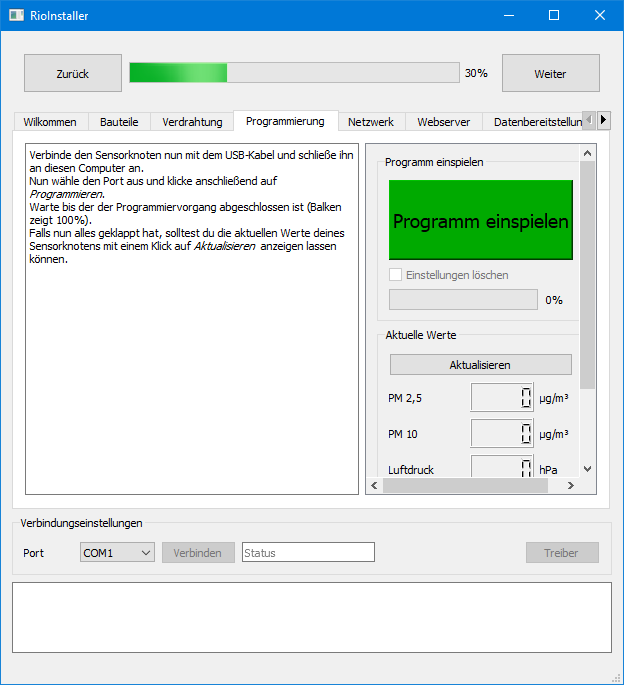 RioInstaller
Zurück
30%
Weiter
Wilkommen
Bauteile
Verdrahtung
Programmierung
Netzwerk
Webserver
Datenbereitstellun
Verbinde den Sensorknoten nun mit dem USB-Kabel und schließe ihn
an diesen Computer an.
Nun wähle den Port aus und klicke anschließend auf
Programmieren.
Warte bis der der Programmiervorgang abgeschlossen ist (Balken
zeigt 100%).
Falls nun alles geklappt hat, solltest du die aktuellen Werte deines
Sensorknotens mit einem Klick auf Aktualisieren anzeigen lassen
können.
Programm einspielen
Programm einspielen
Einstellungen löschen
0%
Aktuelle Werte
Aktualisieren
PM 2,5 0 µg/m³
PM 10 0 µg/m³
Luftdruck 0 hPa
Verbindungseinstellungen
Port COM1 Verbinden Status Treiber